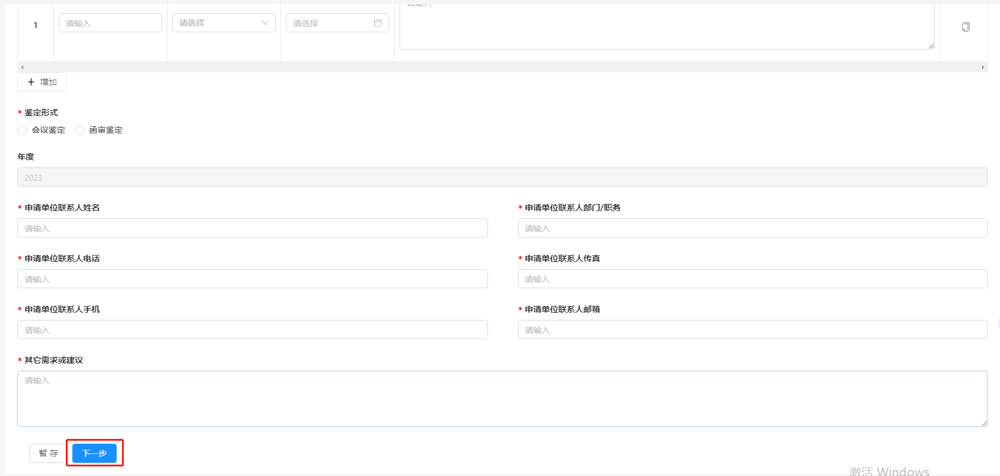 请输入
1 请输入 请选择 请选择
增加
* 鉴定形式
会议鉴定 函审鉴定
年度
2023
* 申请单位联系人姓名 * 申请单位联系人部门/职务
请输入 请输入
* 申请单位联系人电话 * 申请单位联系人传真
请输入 请输入
* 申请单位联系人手机 * 申请单位联系人邮箱
请输入 请输入
* 其它需求或建议
请输入
暂 存 下一步
激活 Windows